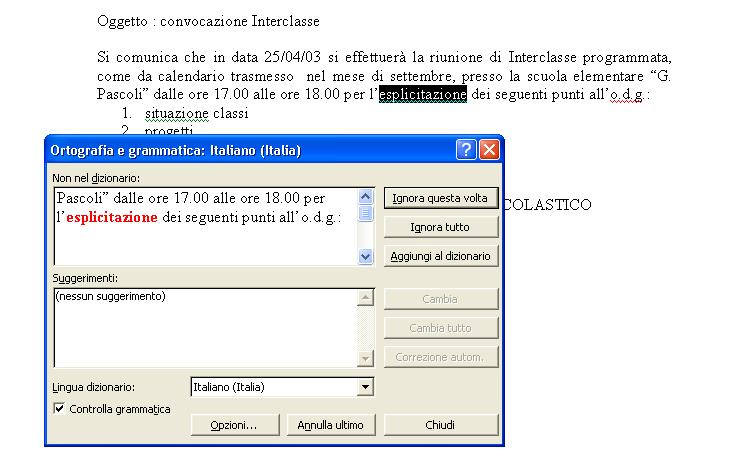 Oggetto : convocazione Interclasse
Si comunica che in data 25/04/03 si effettuerà la riunione di Interclasse programmata,
come da calendario trasmesso  nel mese di settembre, presso la scuola elementare “G.
Pascoli” dalle ore 17.00 alle ore 18.00 per l’esplicitazione dei seguenti punti all’o.d.g.:
1. situazione classi
2. progetti
Ortografia e grammatica: Italiano (Italia)
Non nel dizionario:
Pascoli” dalle ore 17.00 alle ore 18.00 per
l’esplicitazione dei seguenti punti all’o.d.g.:
Ignora questa volta
Ignora tutto
Aggiungi al dizionario
COLASTICO
Suggerimenti:
(nessun suggerimento)
Cambia
Cambia tutto
Correzione autom.
Lingua dizionario:
Italiano (Italia)
Controlla grammatica
Opzioni...
Annulla ultimo
Chiudi